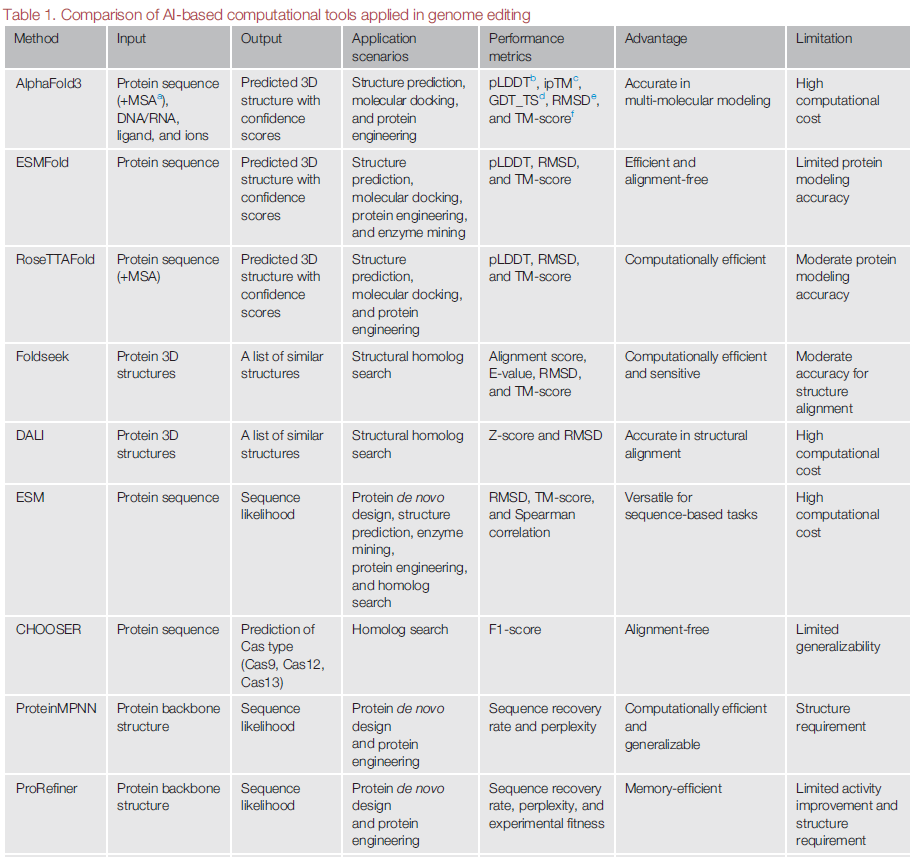 Table 1. Comparison of AI-based computational tools applied in genome editing
Method Input Output Application scenarios Performance metrics Advantage Limitation
AlphaFold3
Protein sequence
(+MSAa),
DNA/RNA,
ligand, and ions
Predicted 3D
structure with
confidence
scores
Structure prediction,
molecular docking,
and protein
engineering
pLDDTb, ipTMc,
GDT_TSd, RMSDe,
and TM-scoref
Accurate in
multi-molecular modeling
High
computational
cost
ESMFold
Protein sequence
Predicted 3D
structure with
confidence
scores
Structure
prediction,
molecular docking,
protein engineering,
and enzyme mining
pLDDT, RMSD,
and TM-score
Efficient and
alignment-free
Limited protein
modeling
accuracy
RoseTTAFold
Protein sequence
(+MSA)
Predicted 3D
structure with
confidence
scores
Structure
prediction,
molecular docking,
and protein
engineering
pLDDT, RMSD,
and TM-score
Computationally efficient
Moderate protein
modeling
accuracy
Foldseek
Protein 3D
structures
A list of similar
structures
Structural homolog
search
Alignment score,
E-value, RMSD,
and TM-score
Computationally efficient
and sensitive
Moderate
accuracy for
structure
alignment
DALI
Protein 3D
structures
A list of similar
structures
Structural homolog
search
Z-score and RMSD
Accurate in structural
alignment
High
computational
cost
ESM
Protein sequence
Sequence
likelihood
Protein de novo
design, structure
prediction, enzyme
mining,
protein engineering,
and homolog
search
RMSD, TM-score,
and Spearman
correlation
Versatile for
sequence-based tasks
High
computational
cost
CHOOSER
Protein sequence
Prediction of
Cas type
(Cas9, Cas12,
Cas13)
Homolog search
F1-score
Alignment-free
Limited
generalizability
ProteinMPNN
Protein backbone
structure
Sequence
likelihood
Protein de novo
design
and protein
engineering
Sequence recovery
rate and perplexity
Computationally efficient
and
generalizable
Structure
requirement
ProRefiner
Protein backbone
structure
Sequence
likelihood
Protein de novo
design
and protein
engineering
Sequence recovery
rate, perplexity, and
experimental fitness
Memory-efficient
Limited activity
improvement and
structure
requirement